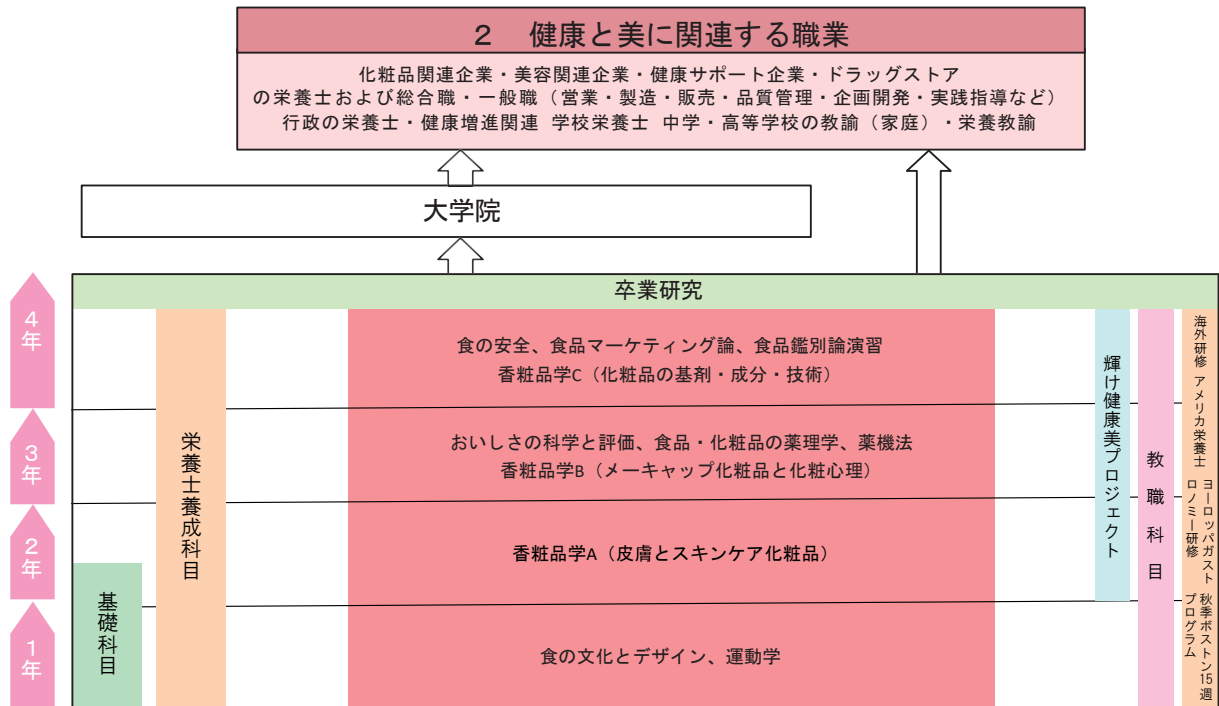 2 健康と美に関連する職業
化粧品関連企業・美容関連企業・健康サポート企業・ドラッグストア
の栄養士および総合職・一般職（営業・製造・販売・品質管理・企画開発・実践指導など）
行政の栄養士・健康増進関連 学校栄養士 中学・高等学校の教諭（家庭）・栄養教諭
大学院
卒業研究
4年
食の安全、食品マーケティング論、食品鑑別論演習
香粧品学C（化粧品の基剤・成分・技術）
3年
おいしさの科学と評価、食品・化粧品の薬理学、薬機法
香粧品学B（メーキャップ化粧品と化粧心理）
2年
香粧品学A（皮膚とスキンケア化粧品）
1年
食の文化とデザイン、運動学
基礎科目
栄養士養成科目
輝け健康美プロジェクト
教職科目
海外研修 アメリカ栄養士
ヨーロッパガスト
ロノミー研修
秋季ボストン15週
プログラム